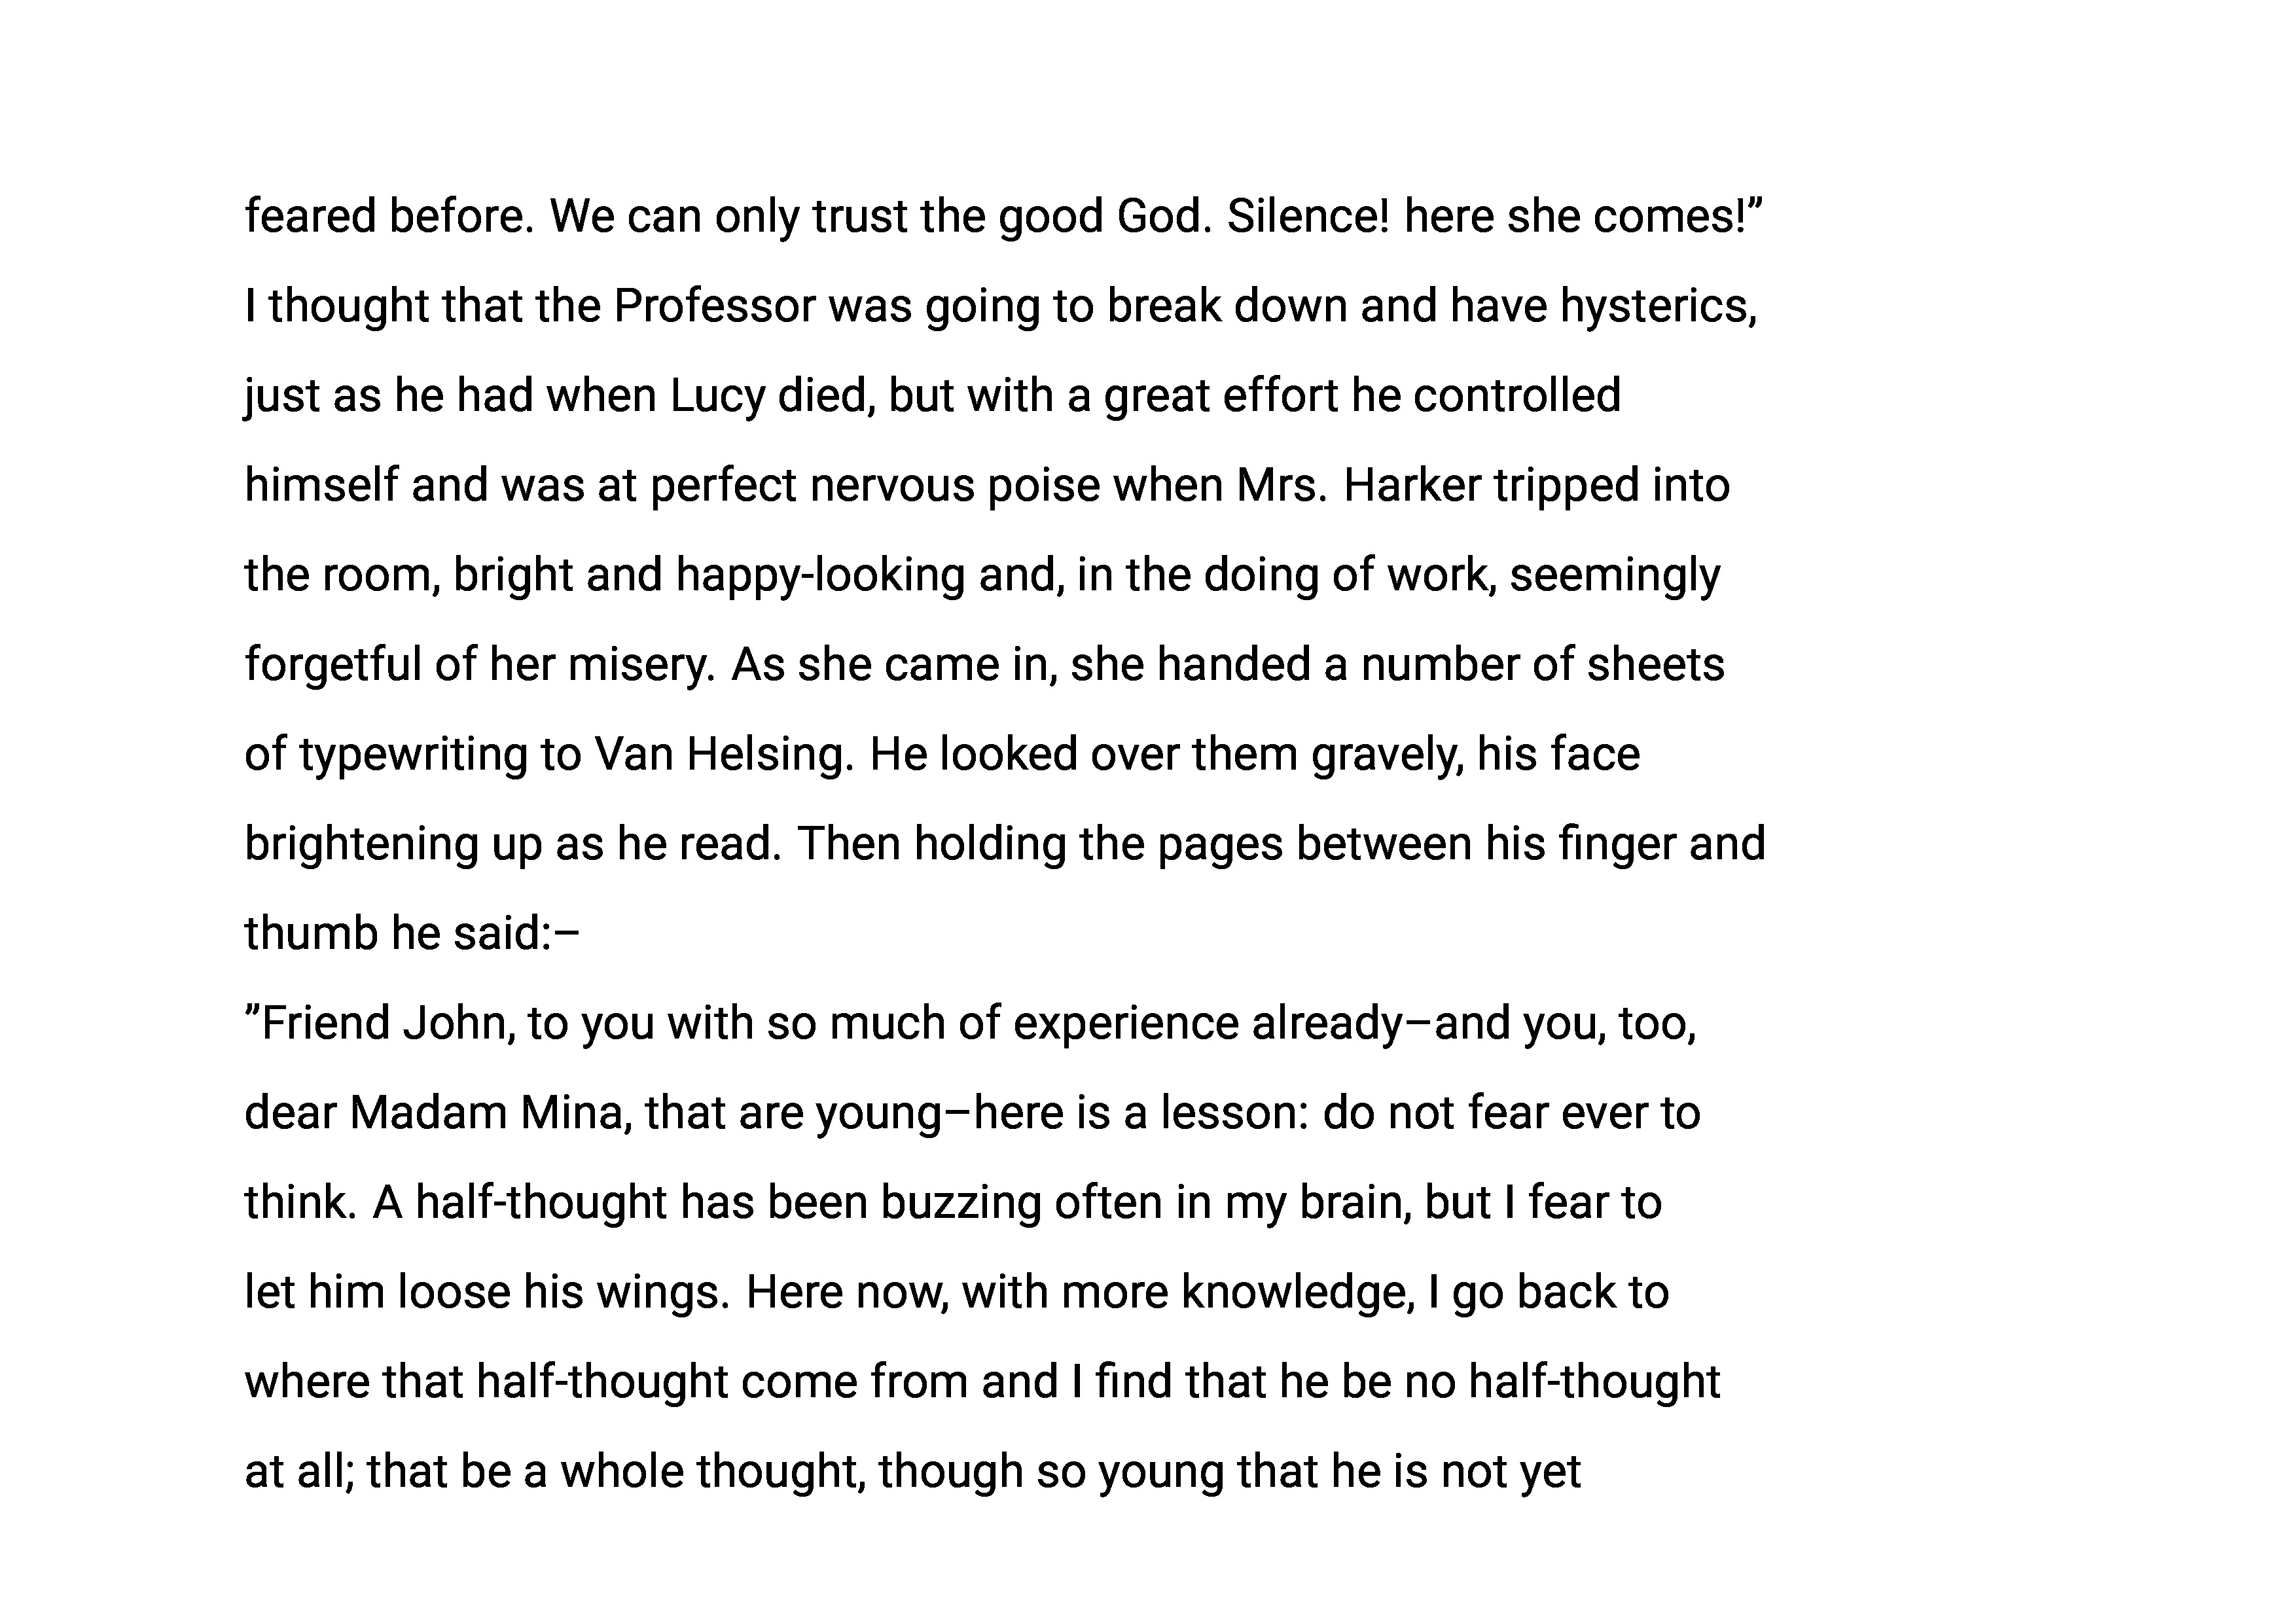 feared before. We can only trust the good God. Silence! here she comes!”
I thought that the Professor was going to break down and have hysterics,
just as he had when Lucy died, but with a great effort he controlled
himself and was at perfect nervous poise when Mrs. Harker tripped into
the room, bright and happy-looking and, in the doing of work, seemingly
forgetful of her misery. As she came in, she handed a number of sheets
of typewriting to Van Helsing. He looked over them gravely, his face
brightening up as he read. Then holding the pages between his finger and
thumb he said:–
”Friend John, to you with so much of experience already–and you, too,
dear Madam Mina, that are young–here is a lesson: do not fear ever to
think. A half-thought has been buzzing often in my brain, but I fear to
let him loose his wings. Here now, with more knowledge, I go back to
where that half-thought come from and I find that he be no half-thought
at all; that be a whole thought, though so young that he is not yet